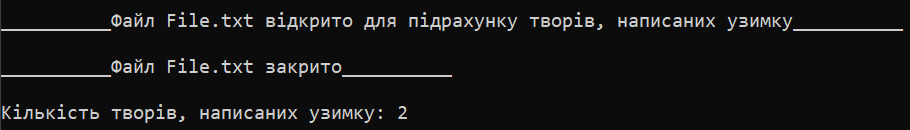 __________Файл File.txt відкрито для підрахунку творів, написаних узимку__________
__________Файл File.txt закрито__________
Кількість творів, написаних узимку: 2